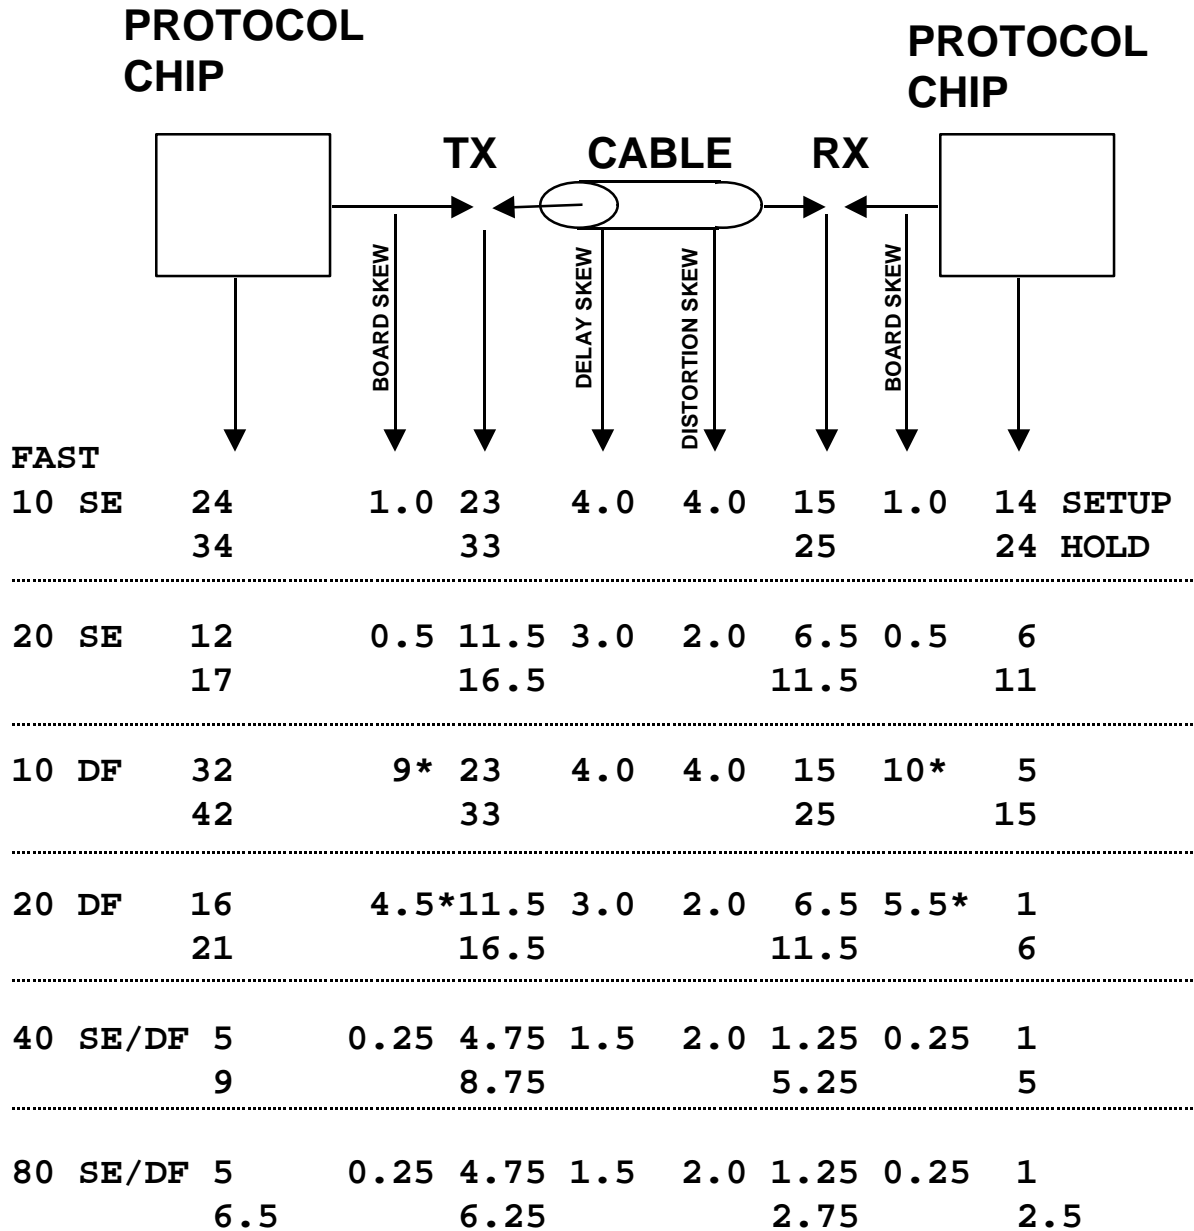 PROTOCOL
CHIP
PROTOCOL
CHIP
TX CABLE RX
BOARD SKEW
DELAY SKEW
DISTORTION SKEW
BOARD SKEW
FAST
10 SE 24 1.0 23 4.0 4.0 15 1.0 14 SETUP
34 33 25 24 HOLD
20 SE 12 0.5 11.5 3.0 2.0 6.5 0.5 6
17 16.5 11.5 11
10 DF 32 9* 23 4.0 4.0 15 10* 5
42 33 25 15
20 DF 16 4.5*11.5 3.0 2.0 6.5 5.5* 1
21 16.5 11.5 6
40 SE/DF 5 0.25 4.75 1.5 2.0 1.25 0.25 1
9 8.75 5.25 5
80 SE/DF 5 0.25 4.75 1.5 2.0 1.25 0.25 1
6.5 6.25 2.75 2.5